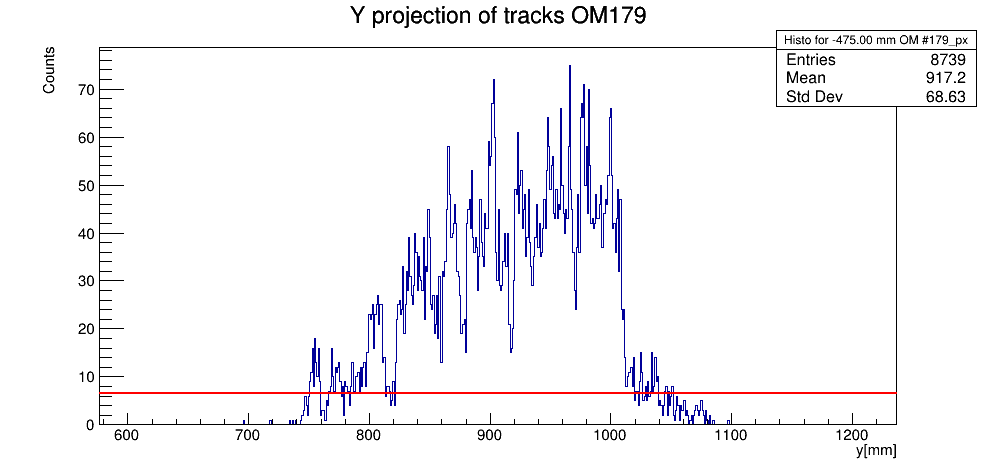 Y projection of tracks OM179
Histo for -475.00 mm OM #179_px
Entries 8739
Mean 917.2
Std Dev 68.63
Counts
70
60
50
40
30
20
10
0
600 700 800 900 1000 1100 1200
y[mm]